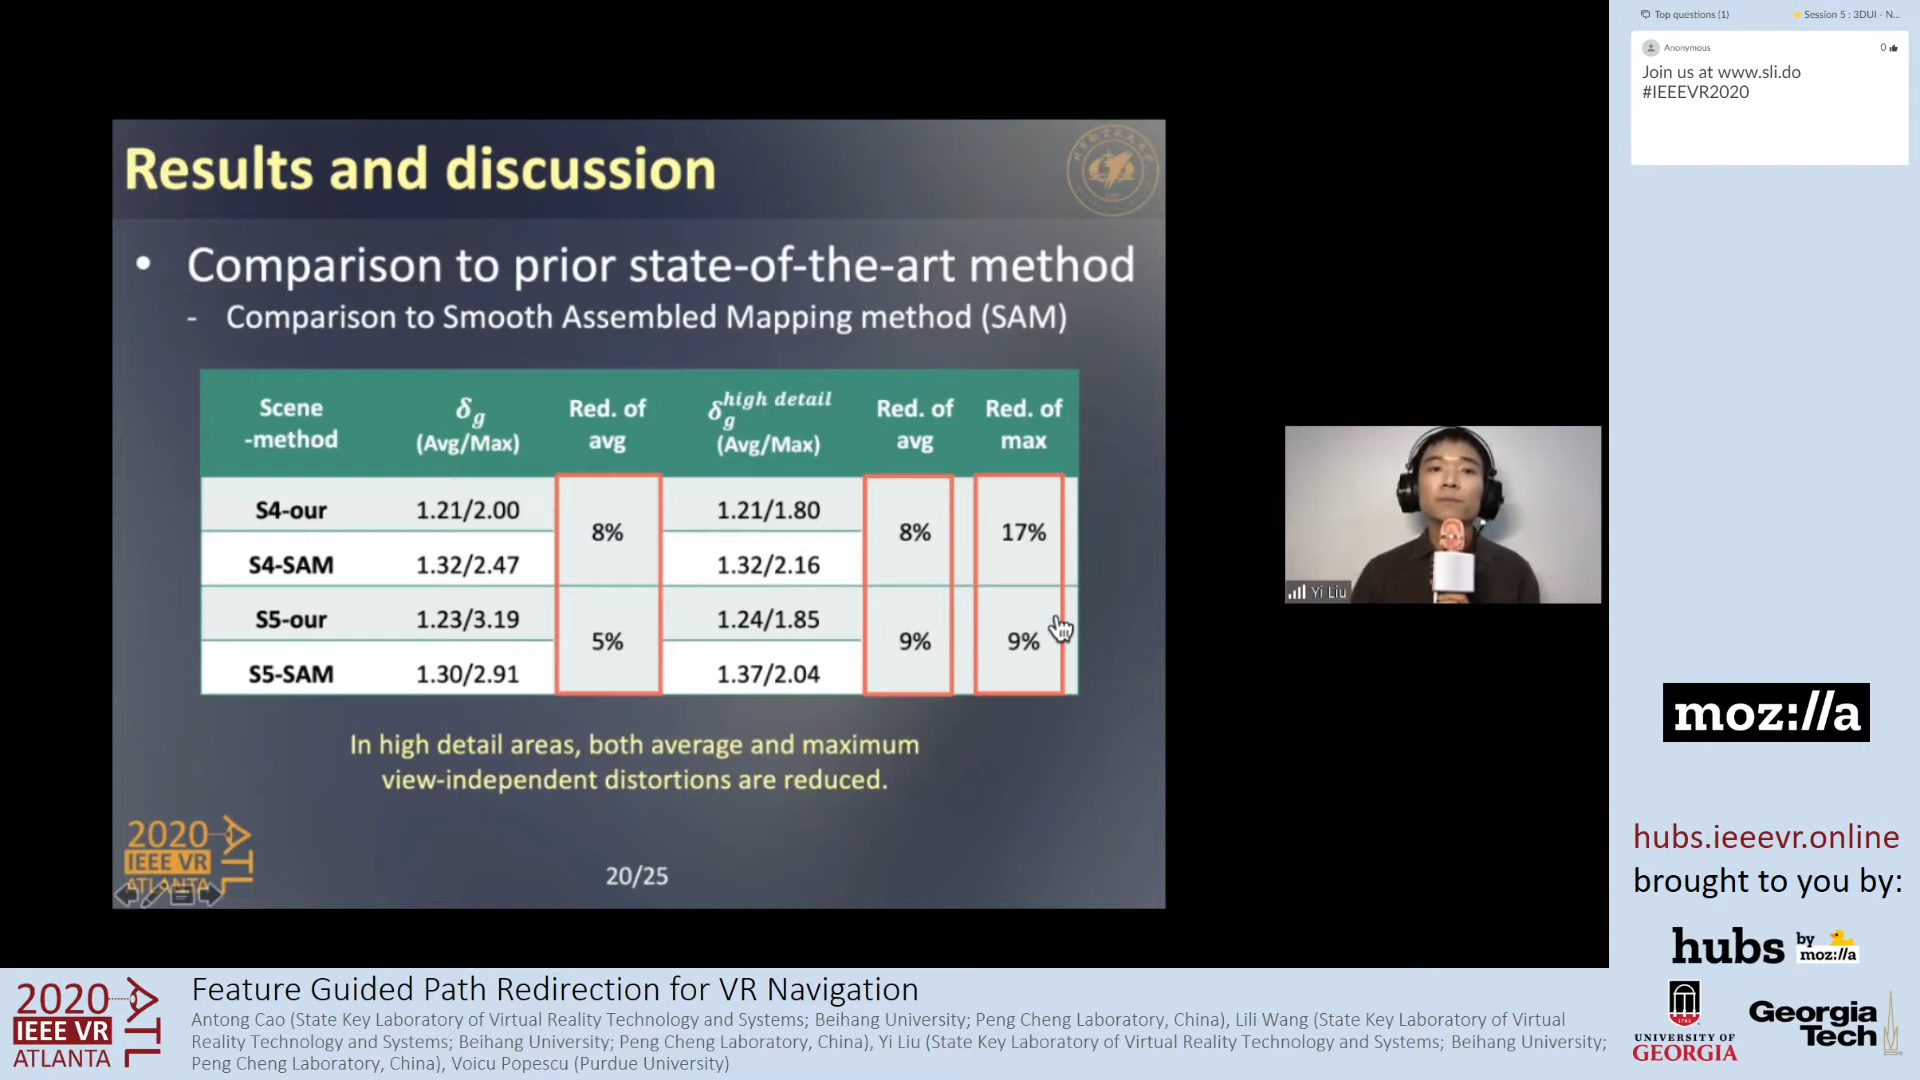 Top questions (1)
Session 5 : 3DUI - N...
Anonymous
0
Join us at www.sli.do
#IEEEVR2020
Results and discussion
• Comparison to prior state-of-the-art method
- Comparison to Smooth Assembled Mapping method (SAM)
Scene -method δg (Avg/Max) Red. of avg δg^high detail (Avg/Max) Red. of avg Red. of max
S4-our 1.21/2.00 8% 1.21/1.80 8% 17%
S4-SAM 1.32/2.47 1.32/2.16
S5-our 1.23/3.19 5% 1.24/1.85 9% 9%
S5-SAM 1.30/2.91 1.37/2.04
In high detail areas, both average and maximum
view-independent distortions are reduced.
2020
IEEE VR
ATLANTA
ATL
20/25
Yi Liu
moz://a
hubs.ieeevr.online
brought to you by:
hubs by moz://a
UNIVERSITY OF
GEORGIA
Georgia
Tech
2020
IEEE VR
ATLANTA
ATL
Feature Guided Path Redirection for VR Navigation
Antong Cao (State Key Laboratory of Virtual Reality Technology and Systems; Beihang University; Peng Cheng Laboratory, China), Lili Wang (State Key Laboratory of Virtual
Reality Technology and Systems; Beihang University; Peng Cheng Laboratory, China), Yi Liu (State Key Laboratory of Virtual Reality Technology and Systems; Beihang University;
Peng Cheng Laboratory, China), Voicu Popescu (Purdue University)